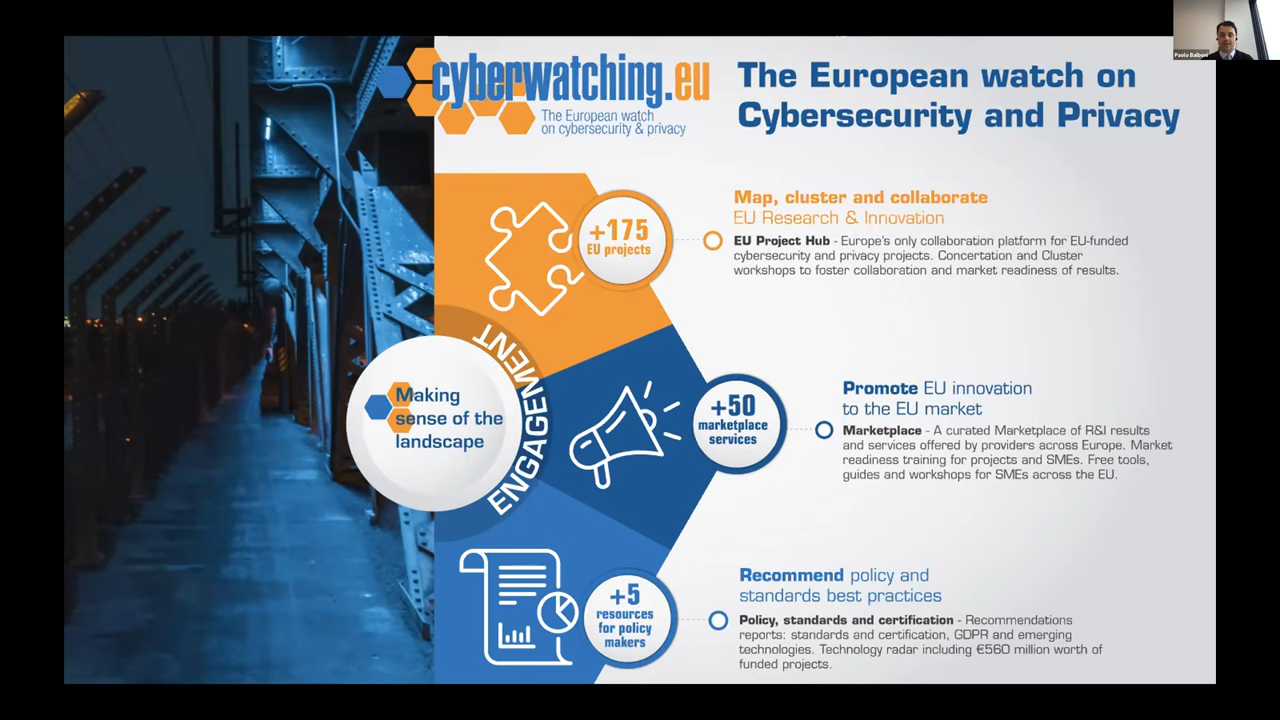 Paolo Balboni
cyberwatching.eu
The European watch
on cybersecurity & privacy
The European watch on
Cybersecurity and Privacy
Making
sense of the
landscape
ENGAGEMENT
+175
EU projects
Map, cluster and collaborate
EU Research & Innovation
EU Project Hub - Europe's only collaboration platform for EU-funded
cybersecurity and privacy projects. Concertation and Cluster
workshops to foster collaboration and market readiness of results.
+50
marketplace
services
Promote EU innovation
to the EU market
Marketplace - A curated Marketplace of R&I results
and services offered by providers across Europe. Market
readiness training for projects and SMEs. Free tools,
guides and workshops for SMEs across the EU.
+5
resources
for policy
makers
Recommend policy and
standards best practices
Policy, standards and certification - Recommendations
reports: standards and certification, GDPR and emerging
technologies. Technology radar including €560 million worth of
funded projects.